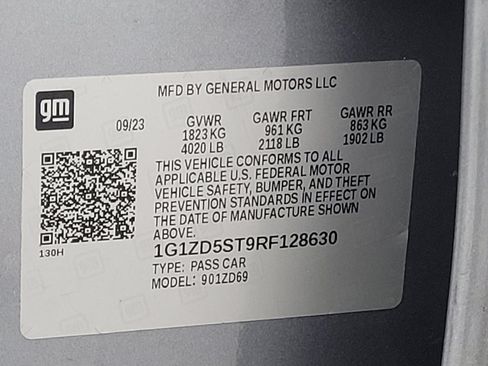 MFD BY GENERAL MOTORS LLC
gm
09/23 GVWR GAWR FRT GAWR RR
1823 KG 961 KG 863 KG
4020 LB 2118 LB 1902 LB
THIS VEHICLE CONFORMS TO ALL
APPLICABLE U.S. FEDERAL MOTOR
VEHICLE SAFETY, BUMPER, AND THEFT
PREVENTION STANDARDS IN EFFECT ON
THE DATE OF MANUFACTURE SHOWN
ABOVE.
130H
1G1ZD5ST9RF128630
TYPE: PASS CAR
MODEL: 901ZD69